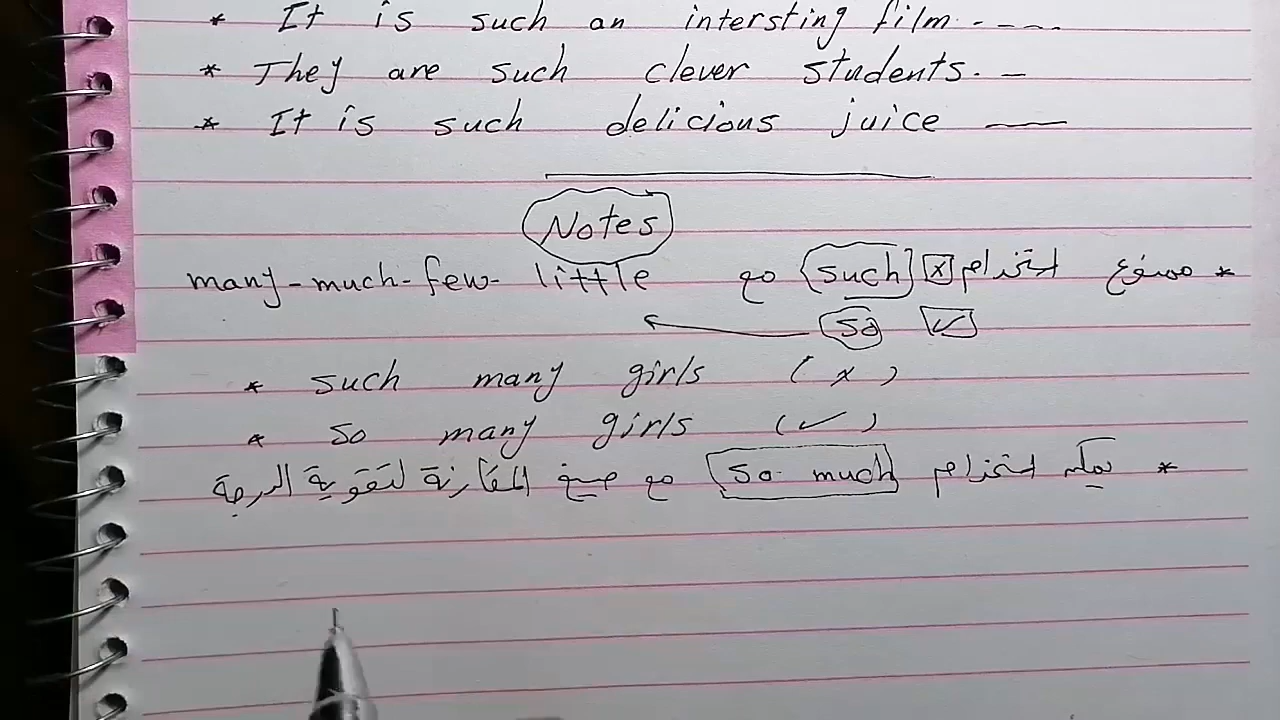 * It is such an intersting film. - - - -
* They are such clever students. -
* It is such delicious juice —
Notes
* ممنوع استخدام [x] (such) مع many - much - few - little
[✓] (so)
* such many girls (x)
* so many girls (✓)
* يمكن استخدام so much مع صيغ المقارنة لتقوية الدرجة